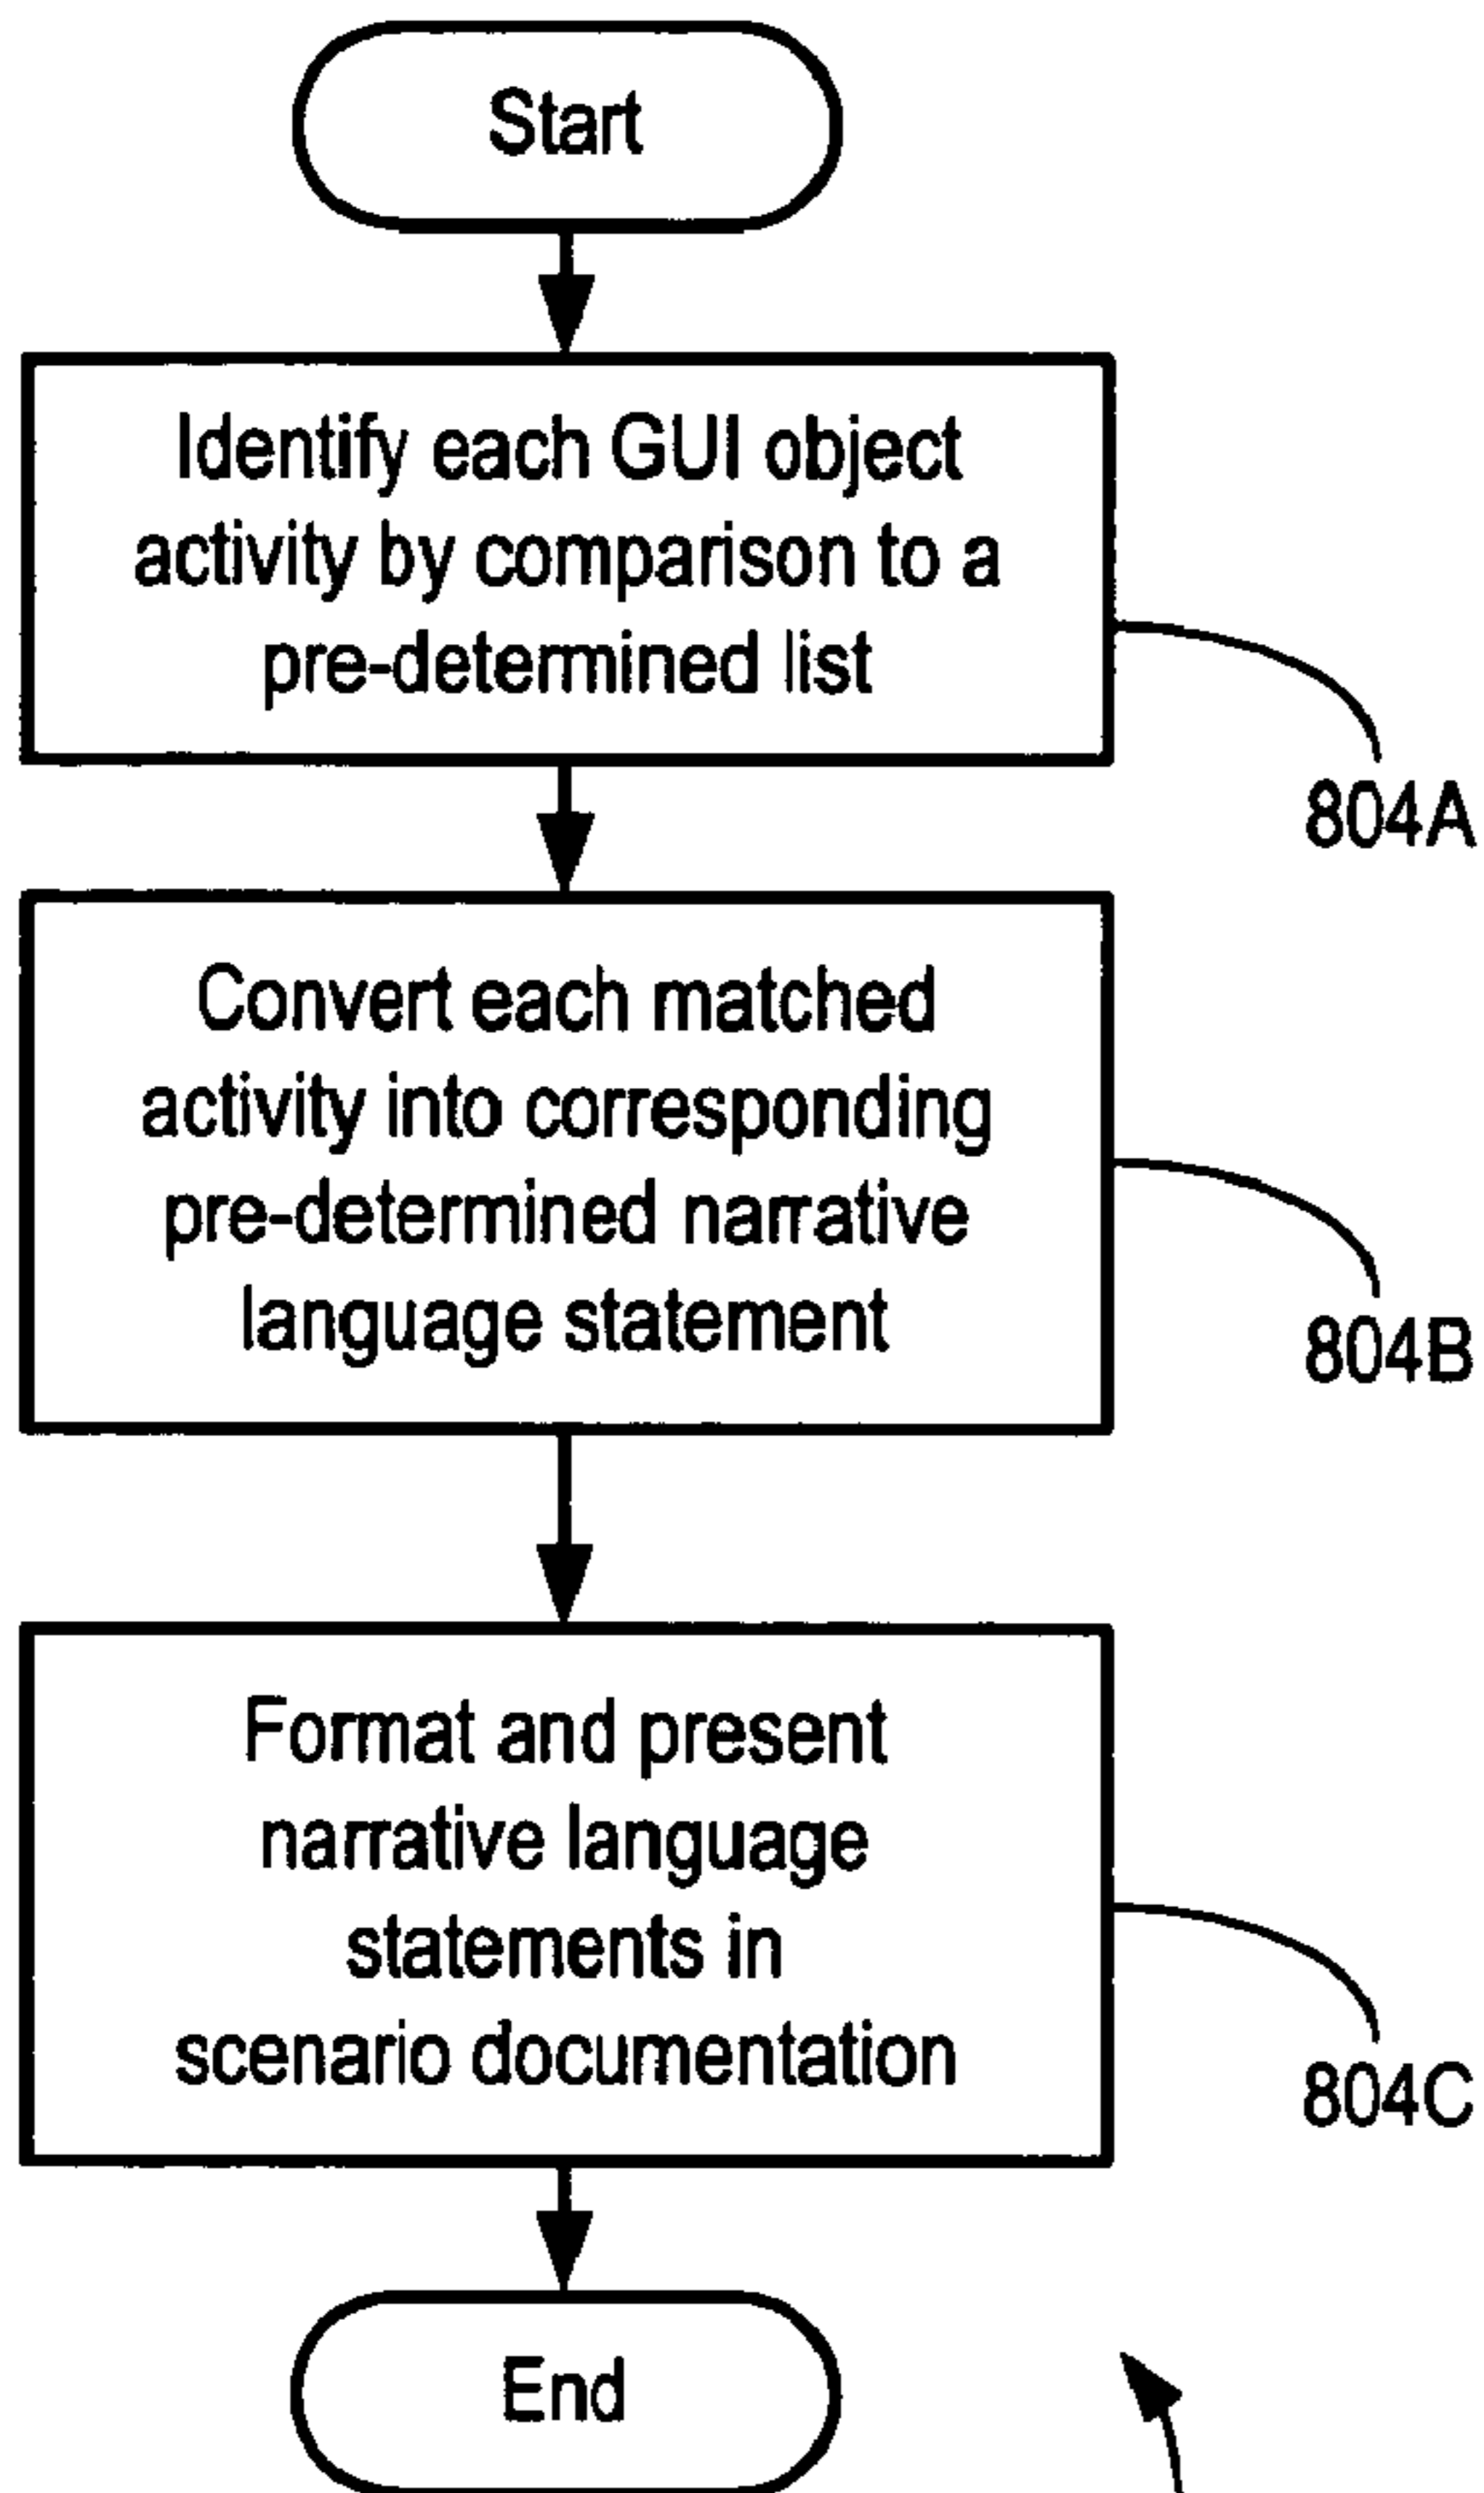 Start
Identify each GUI object
activity by comparison to a
pre-determined list
804A
Convert each matched
activity into corresponding
pre-determined narrative
language statement
804B
Format and present
narrative language
statements in
scenario documentation
804C
End